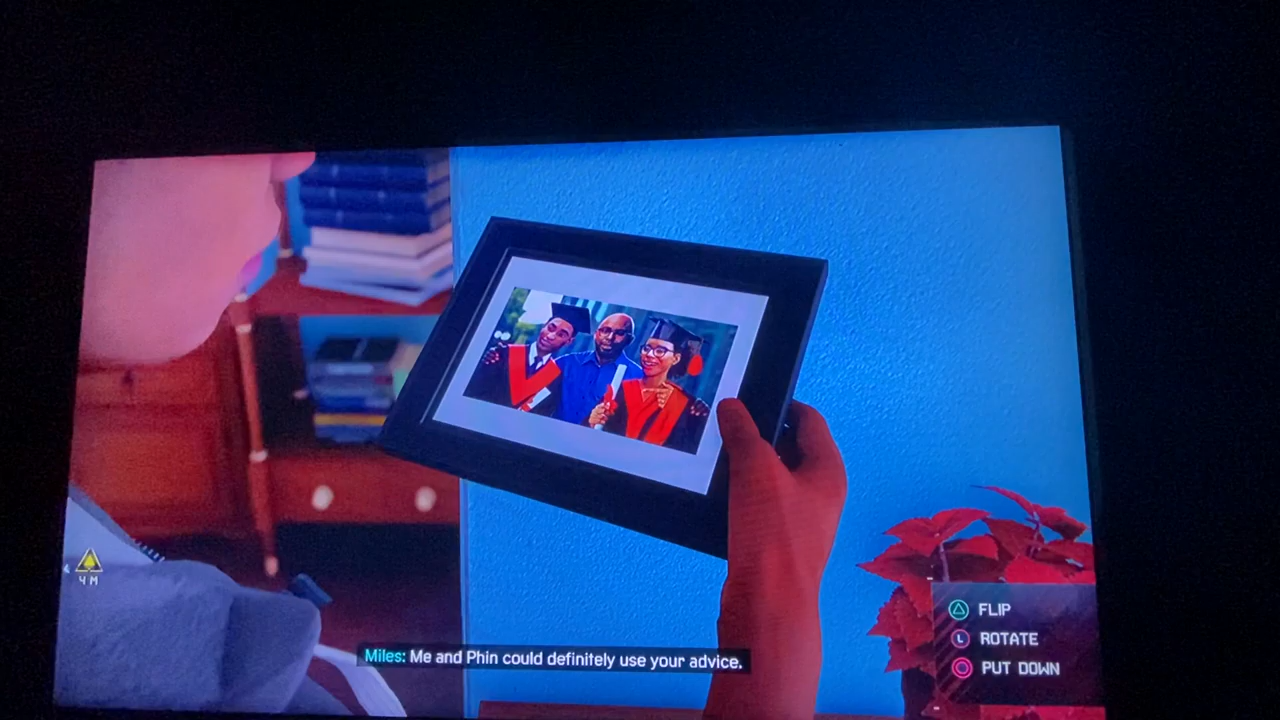 4 M
Miles: Me and Phin could definitely use your advice.
FLIP
L ROTATE
PUT DOWN